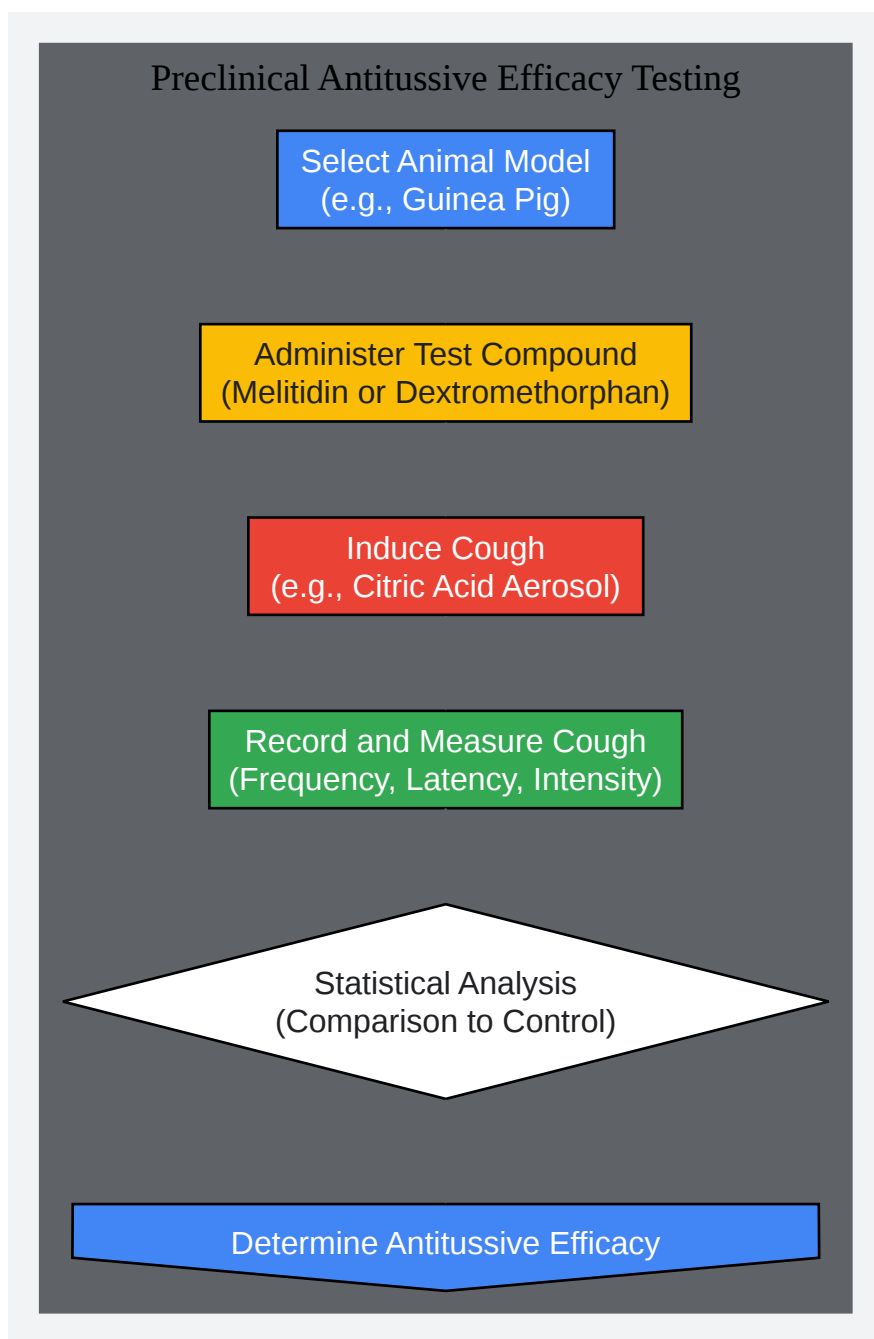 Preclinical Antitussive Efficacy Testing
Select Animal Model
(e.g., Guinea Pig)
Administer Test Compound
(Melitidin or Dextromethorphan)
Induce Cough
(e.g., Citric Acid Aerosol)
Record and Measure Cough
(Frequency, Latency, Intensity)
Statistical Analysis
(Comparison to Control)
Determine Antitussive Efficacy